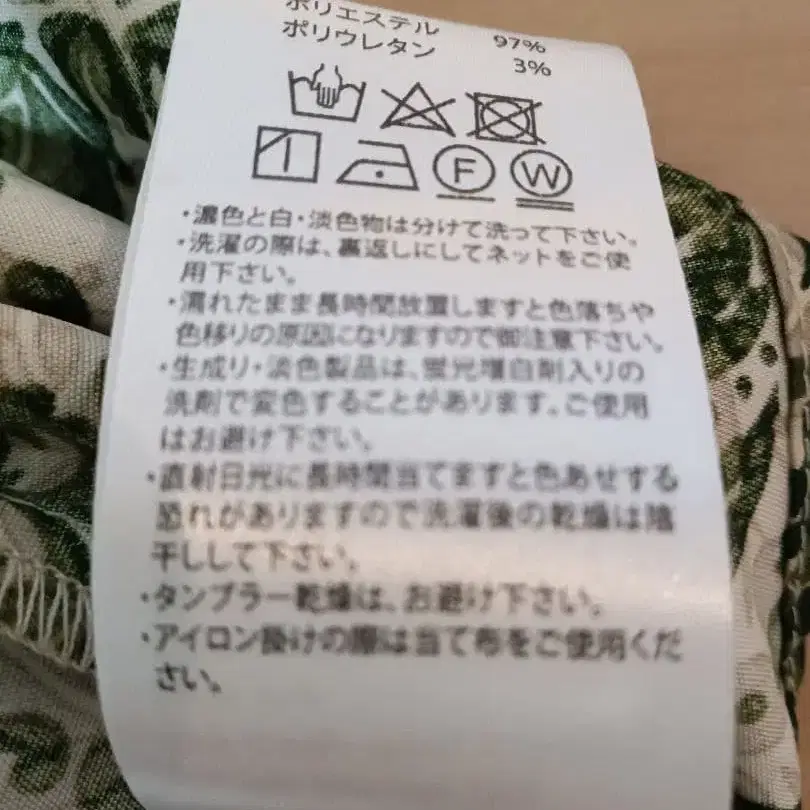 ポリエステル 97%
ポリウレタン 3%
F W
・濃色と白・淡色物は分けて洗って下さい。
・洗濯の際は、裏返しにしてネットをご使
用下さい。
・濡れたまま長時間放置しますと色落ちや
色移りの原因になりますので御注意下さい。
・生成り・淡色製品は、蛍光増白剤入りの
洗剤で変色することがあります。ご使用
はお避け下さい。
・直射日光に長時間当てますと色あせする
恐れがありますので洗濯後の乾燥は陰
干しして下さい。
・タンブラー乾燥は、お避け下さい。
・アイロン掛けの際は当て布をご使用くだ
さい。